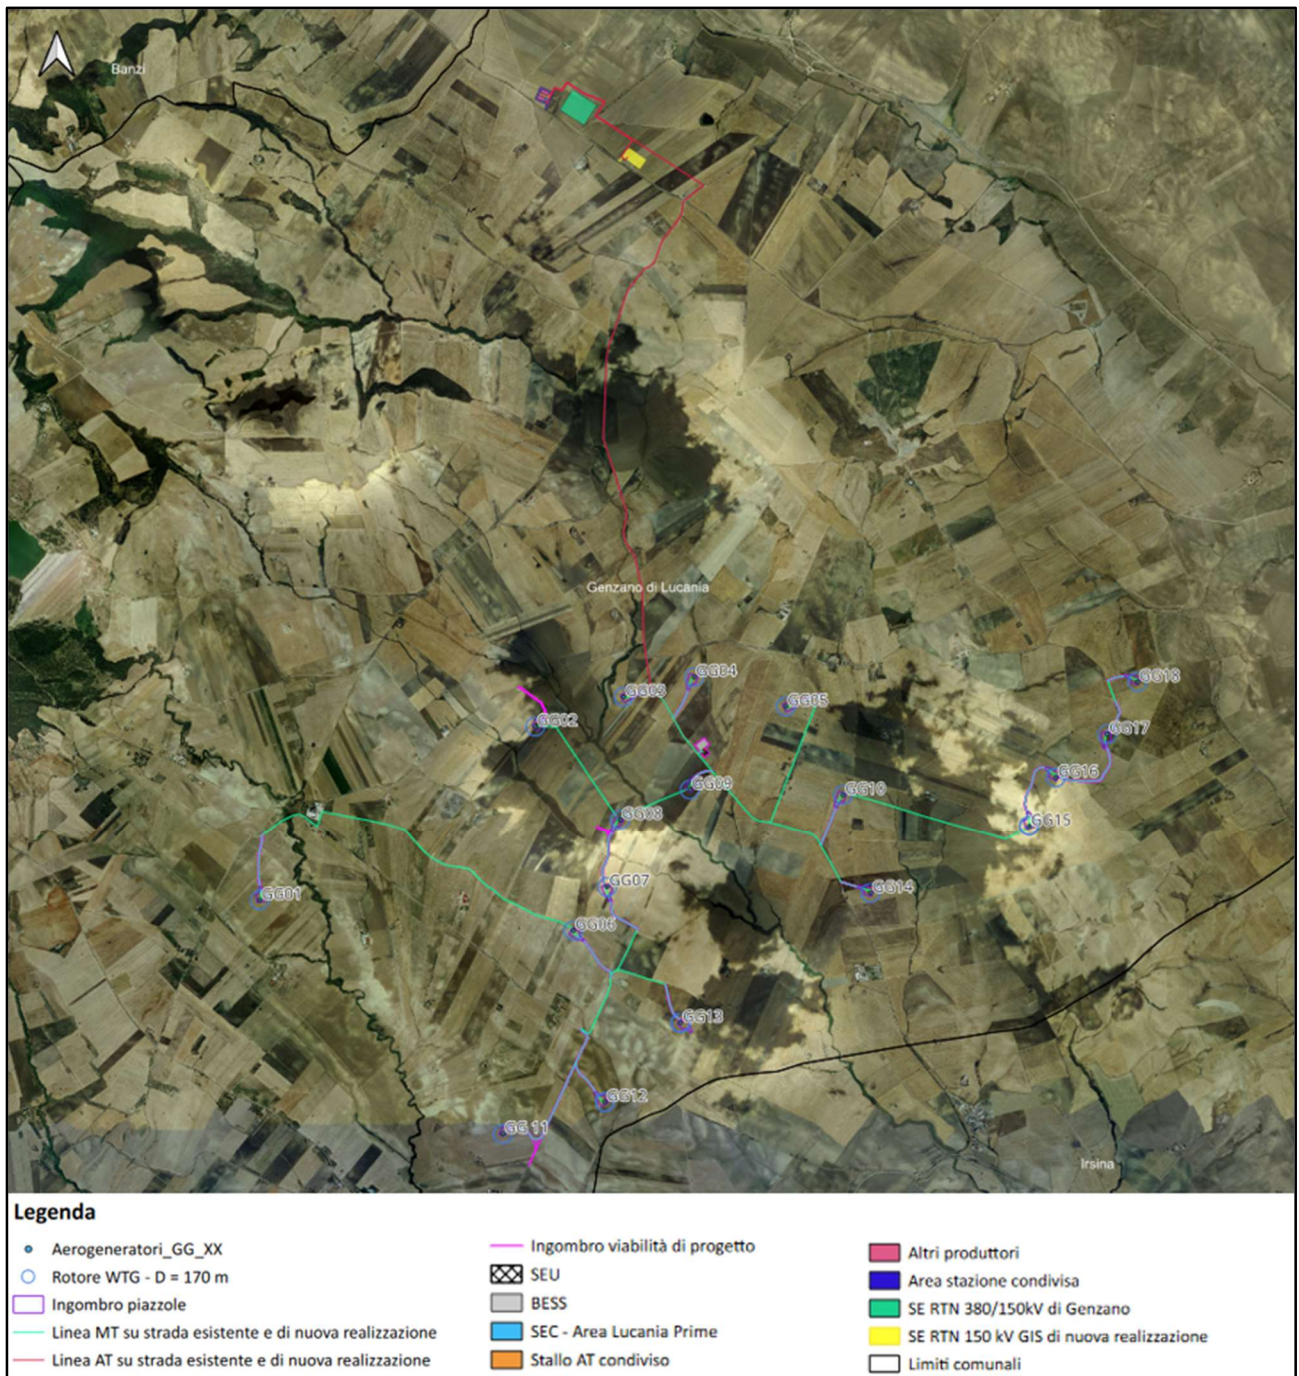 Banzi
Genzano di Lucania
GG04
GG03
GG18
GG05
GG02
GG17
GG16
GG09
GG10
GG08
GG15
GG07
GG14
GG01
GG06
GG13
GG12
GG 11
Irsina
Legenda
Aerogeneratori_GG_XX
Rotore WTG - D = 170 m
Ingombro piazzole
Linea MT su strada esistente e di nuova realizzazione
Linea AT su strada esistente e di nuova realizzazione
Ingombro viabilità di progetto
SEU
BESS
SEC - Area Lucania Prime
Stallo AT condiviso
Altri produttori
Area stazione condivisa
SE RTN 380/150kV di Genzano
SE RTN 150 kV GIS di nuova realizzazione
Limiti comunali